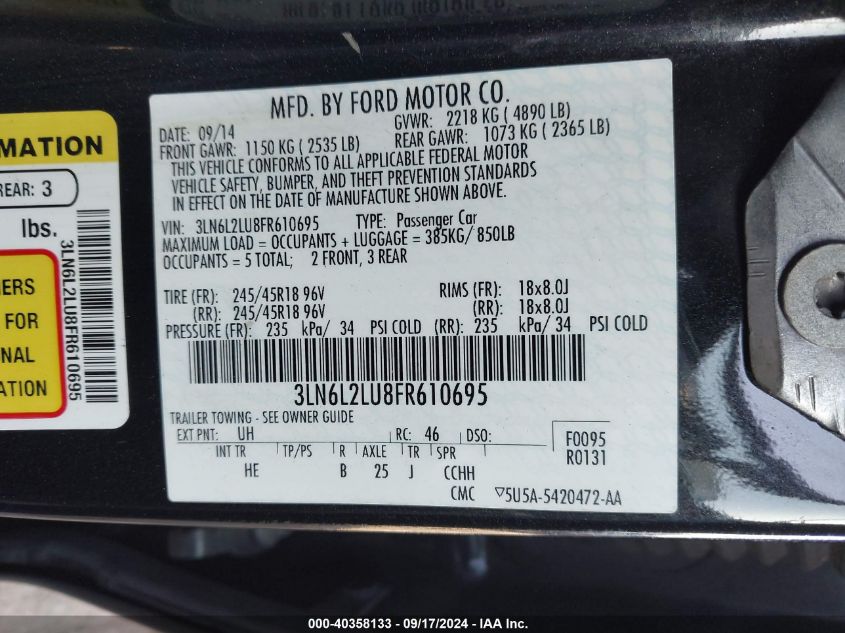 MFD. BY FORD MOTOR CO.
DATE: 09/14
GVWR: 2218 KG ( 4890 LB)
FRONT GAWR: 1150 KG ( 2535 LB)
REAR GAWR: 1073 KG ( 2365 LB)
THIS VEHICLE CONFORMS TO ALL APPLICABLE FEDERAL MOTOR
VEHICLE SAFETY, BUMPER, AND THEFT PREVENTION STANDARDS
IN EFFECT ON THE DATE OF MANUFACTURE SHOWN ABOVE.
VIN: 3LN6L2LU8FR610695 TYPE: Passenger Car
MAXIMUM LOAD = OCCUPANTS + LUGGAGE = 385KG/ 850LB
OCCUPANTS = 5 TOTAL; 2 FRONT, 3 REAR
TIRE (FR): 245/45R18 96V RIMS (FR): 18x8.0J
(RR): 245/45R18 96V (RR): 18x8.0J
PRESSURE (FR): 235 kPa/ 34 PSI COLD (RR): 235 kPa/ 34 PSI COLD
3LN6L2LU8FR610695
TRAILER TOWING - SEE OWNER GUIDE
EXT PNT: UH RC: 46 DSO:
F0095
R0131
INT TR TP/PS R AXLE TR SPR
HE B 25 J CCHH
CMC ▽5U5A-5420472-AA
MATION
REAR: 3
lbs.
3LN6L2LU8FR610695
ERS
FOR
NAL
ATION
000-40358133 - 09/17/2024 - IAA Inc.